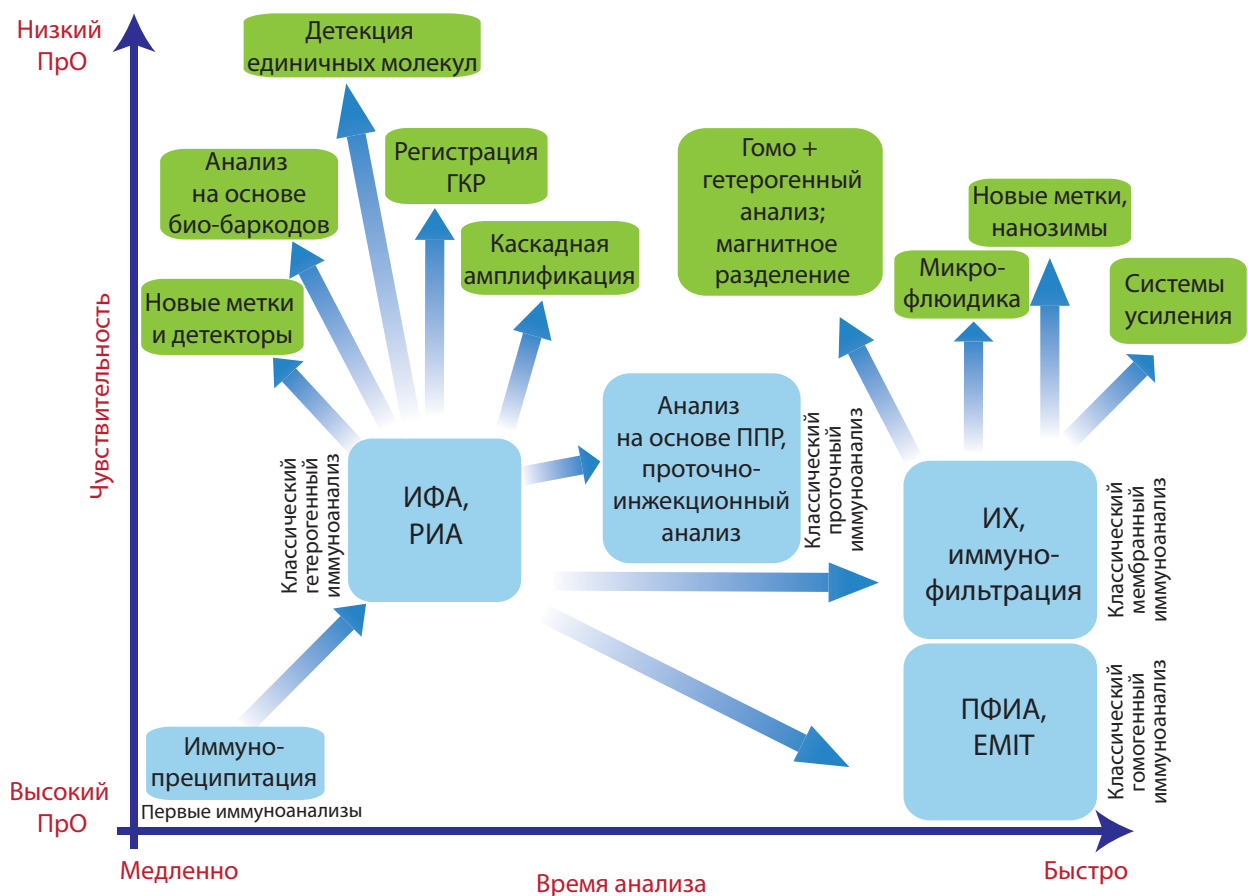 Низкий
ПрО
Детекция
единичных молекул
Анализ
на основе
био-баркодов
Регистрация
ГКР
Каскадная
амплификация
Новые метки
и детекторы
Гомо +
гетерогенный
анализ;
магнитное
разделение
Новые метки,
нанозимы
Микро-
флюидика
Системы
усиления
Чувствительность
Классический
гетерогенный
иммуноанализ
ИФА,
РИА
Анализ
на основе ППР,
проточно-
инжекционный
анализ
Классический
проточный
иммуноанализ
ИХ,
иммуно-
фильтрация
Классический
мембранный
иммуноанализ
ПФИА,
EMIT
Классический
гомогенный
иммуноанализ
Иммуно-
преципитация
Первые иммуноанализы
Высокий
ПрО
Медленно
Время анализа
Быстро